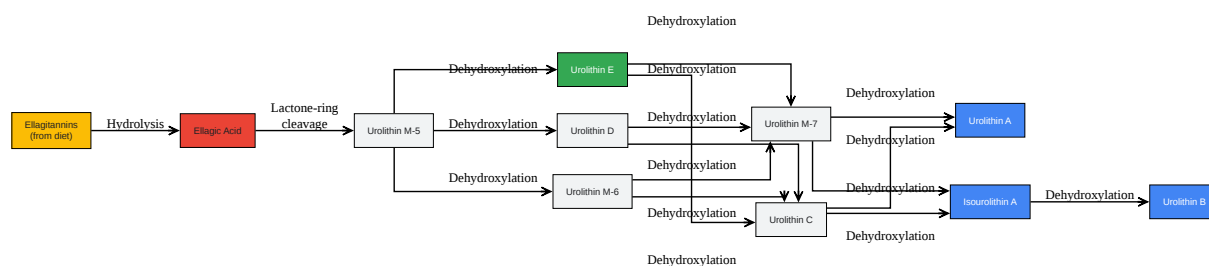 Dehydroxylation
Dehydroxylation
Urolithin E
Dehydroxylation
Dehydroxylation
Ellagitannins
(from diet)
Hydrolysis
Ellagic Acid
Lactone-ring
cleavage
Urolithin M-5
Dehydroxylation
Urolithin D
Dehydroxylation
Urolithin M-7
Dehydroxylation
Urolithin A
Dehydroxylation
Urolithin M-6
Dehydroxylation
Dehydroxylation
Dehydroxylation
Isourolithin A
Dehydroxylation
Urolithin B
Dehydroxylation
Urolithin C
Dehydroxylation
Dehydroxylation